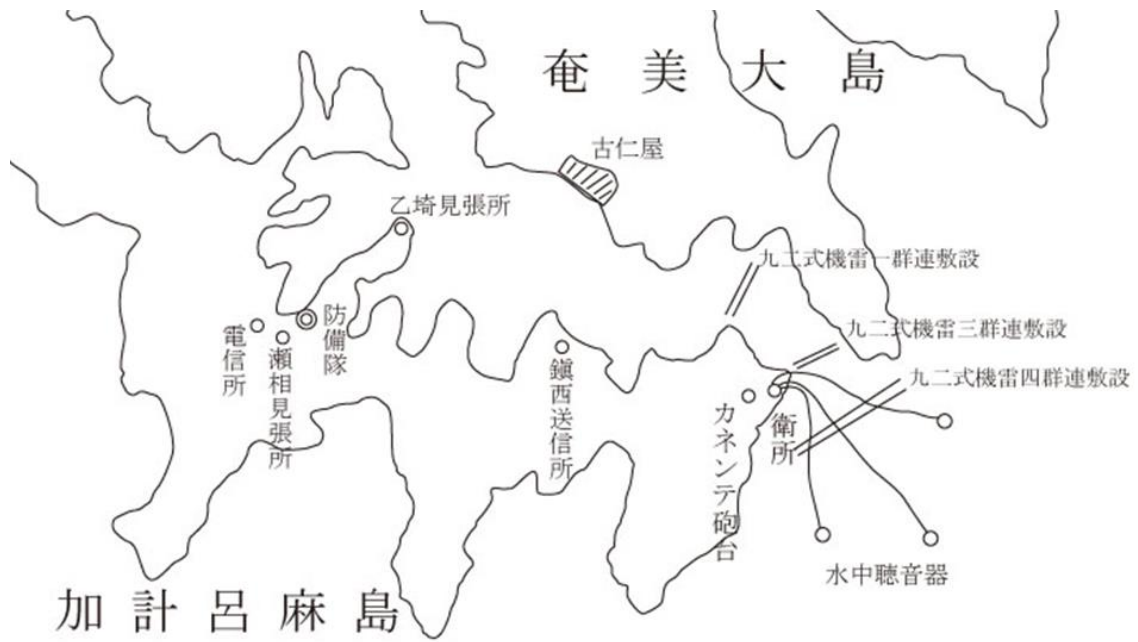 奄美大島
古仁屋
乙埼見張所
九二式機雷一群連敷設
防備隊
電信所
瀬相見張所
九二式機雷三群連敷設
鎭西送信所
九二式機雷四群連敷設
カネンテ砲台
衛所
水中聴音器
加計呂麻島